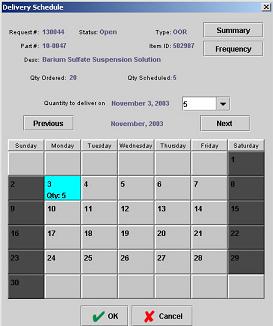 Delivery Schedule
Request #: 130044 Status: Open Type: OOR Summary
Part #: 10-0047 Item ID: 502987 Frequency
Desc: Barium Sulfate Suspension Solution
Qty Ordered: 20 Qty Scheduled: 5
Quantity to deliver on November 3, 2003 5
Previous November, 2003 Next
Sunday Monday Tuesday Wednesday Thursday Friday Saturday
1
2 3 4 5 6 7 8
Qty: 5
9 10 11 12 13 14 15
16 17 18 19 20 21 22
23 24 25 26 27 28 29
30
OK Cancel